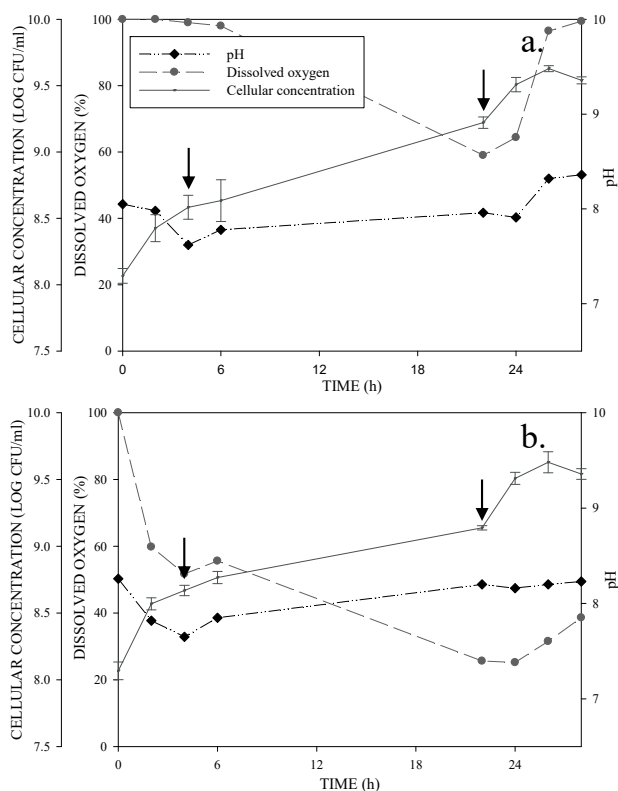 a.
pH
Dissolved oxygen
Cellular concentration
CELLULAR CONCENTRATION (LOG CFU/ml)
10.0
9.5
9.0
8.5
8.0
7.5
DISSOLVED OXYGEN (%)
100
80
60
40
20
0
pH
10
9
8
7
0 6 12 18 24
TIME (h)
b.
CELLULAR CONCENTRATION (LOG CFU/ml)
10.0
9.5
9.0
8.5
8.0
7.5
DISSOLVED OXYGEN (%)
100
80
60
40
20
0
pH
10
9
8
7
0 6 12 18 24
TIME (h)